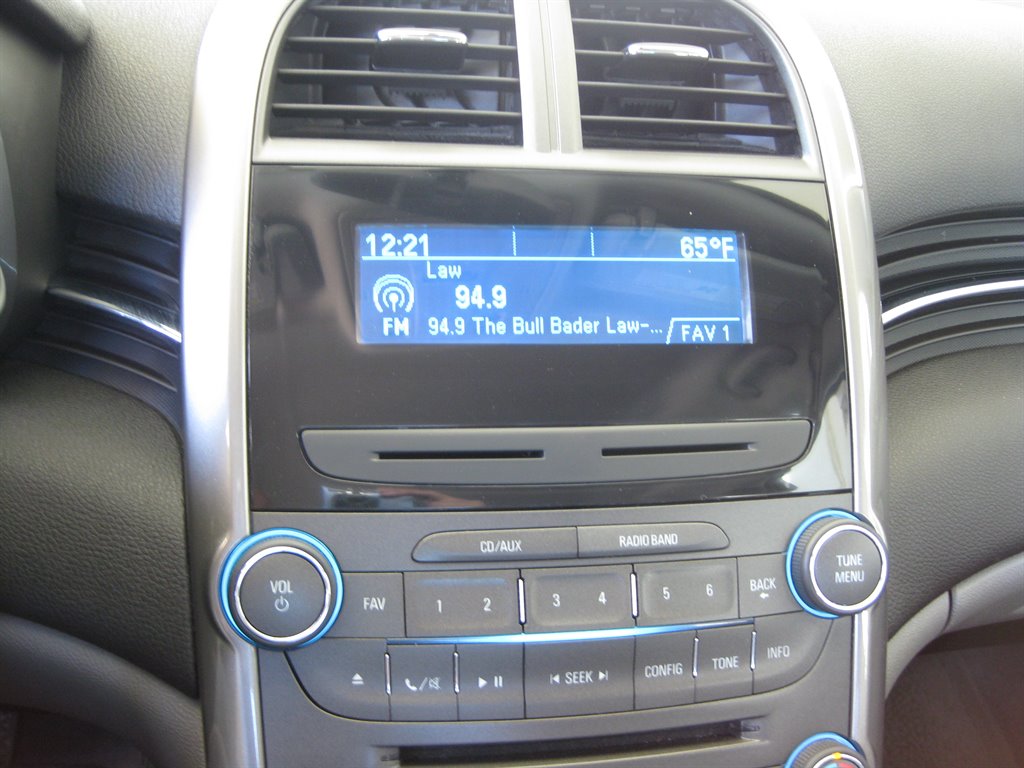 12:21 65°F
Law
94.9
FM 94.9 The Bull Bader Law-... FAV 1
CD/AUX RADIO BAND
VOL TUNE MENU
FAV 1 2 3 4 5 6 BACK
SEEK CONFIG TONE INFO